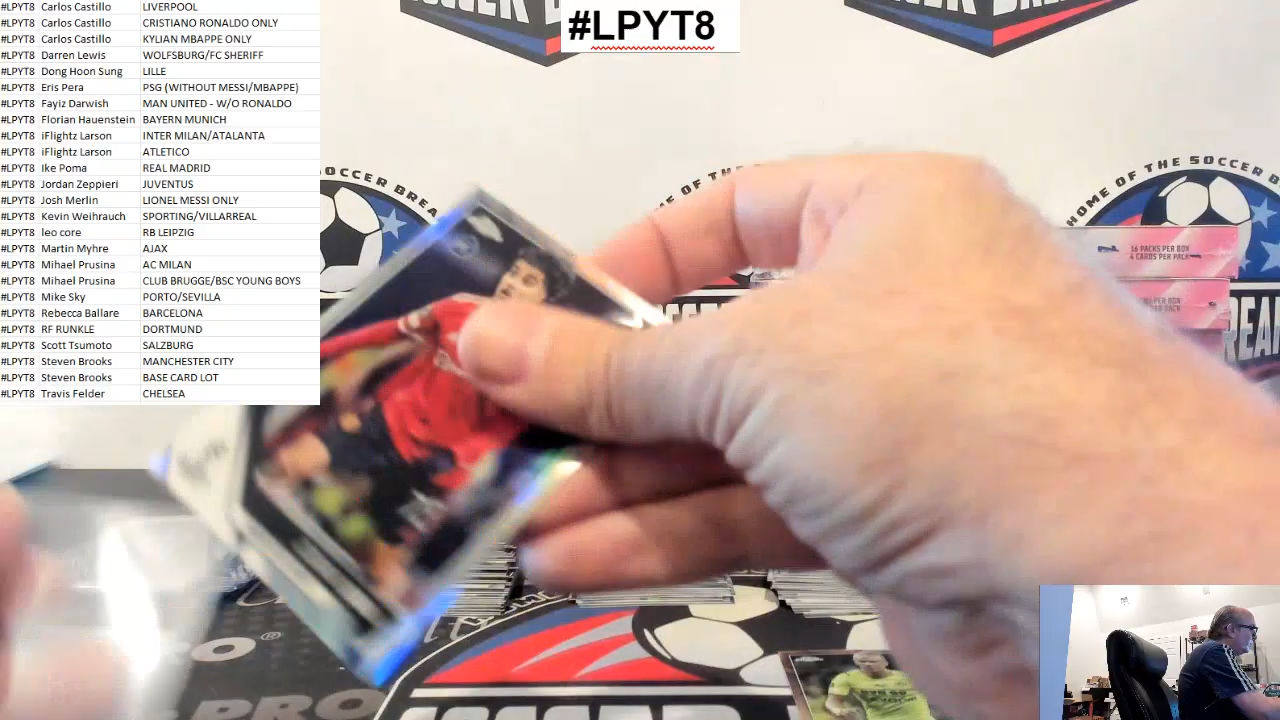 #LPYT8 Carlos Castillo LIVERPOOL
#LPYT8 Carlos Castillo CRISTIANO RONALDO ONLY
#LPYT8 Carlos Castillo KYLIAN MBAPPE ONLY
#LPYT8 Darren Lewis WOLFSBURG/FC SHERIFF
#LPYT8 Dong Hoon Sung LILLE
#LPYT8 Eris Pera PSG (WITHOUT MESSI/MBAPPE)
#LPYT8 Fayiz Darwish MAN UNITED - W/O RONALDO
#LPYT8 Florian Hauenstein BAYERN MUNICH
#LPYT8 iFlightz Larson INTER MILAN/ATALANTA
#LPYT8 iFlightz Larson ATLETICO
#LPYT8 Ike Poma REAL MADRID
#LPYT8 Jordan Zeppieri JUVENTUS
#LPYT8 Josh Merlin LIONEL MESSI ONLY
#LPYT8 Kevin Weihrauch SPORTING/VILLARREAL
#LPYT8 leo core RB LEIPZIG
#LPYT8 Martin Myhre AJAX
#LPYT8 Mihael Prusina AC MILAN
#LPYT8 Mihael Prusina CLUB BRUGGE/BSC YOUNG BOYS
#LPYT8 Mike Sky PORTO/SEVILLA
#LPYT8 Rebecca Ballare BARCELONA
#LPYT8 RF RUNKLE DORTMUND
#LPYT8 Scott Tsumoto SALZBURG
#LPYT8 Steven Brooks MANCHESTER CITY
#LPYT8 Steven Brooks BASE CARD LOT
#LPYT8 Travis Felder CHELSEA
#LPYT8
SOCCER BREA
OF THE
HOME OF THE SOCCER
16 PACKS PER BOX
4 CARDS PER PACK
BREA
PRO